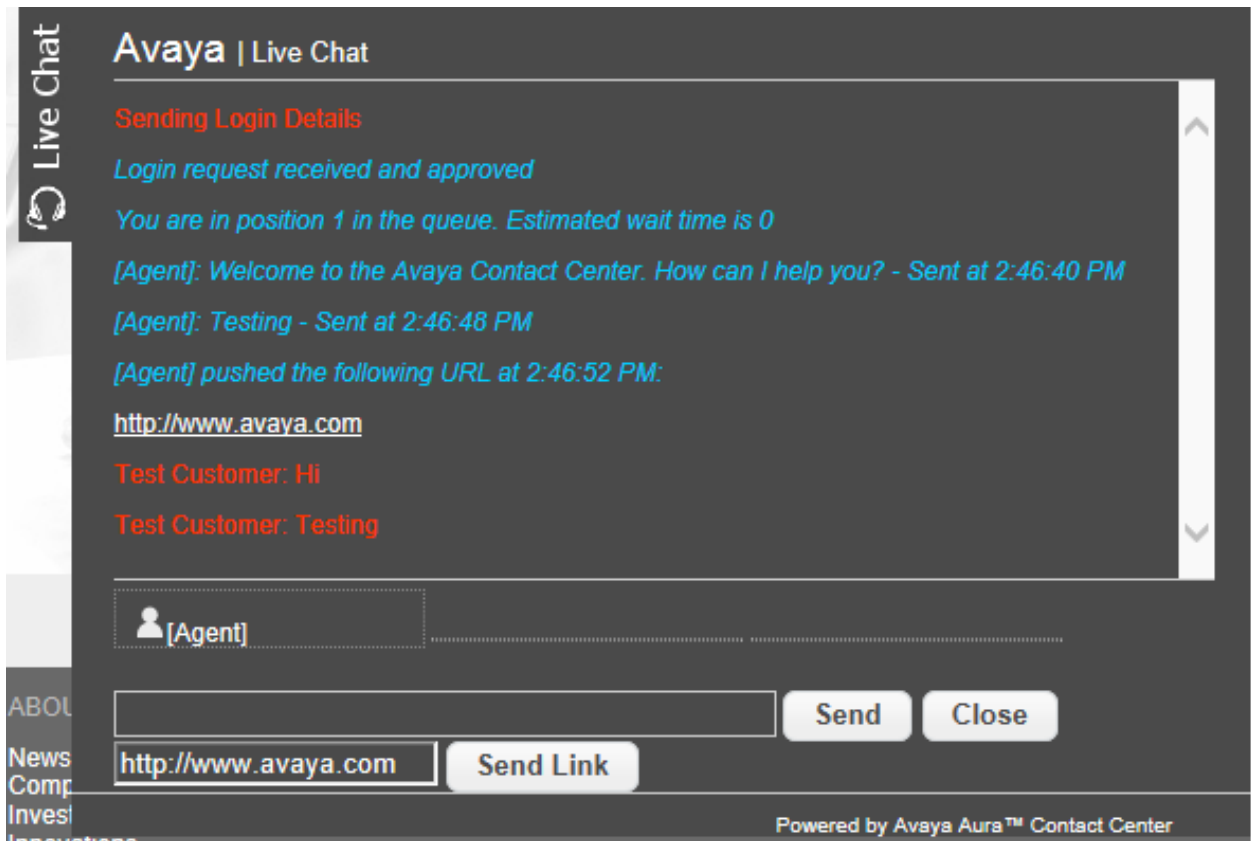 Live Chat
Avaya | Live Chat
Sending Login Details
Login request received and approved
You are in position 1 in the queue. Estimated wait time is 0
[Agent]: Welcome to the Avaya Contact Center. How can I help you? - Sent at 2:46:40 PM
[Agent]: Testing - Sent at 2:46:48 PM
[Agent] pushed the following URL at 2:46:52 PM:
http://www.avaya.com
Test Customer: Hi
Test Customer: Testing
[Agent]
Send Close
http://www.avaya.com Send Link
ABOU
News
Comp
Invest
Powered by Avaya Aura™ Contact Center